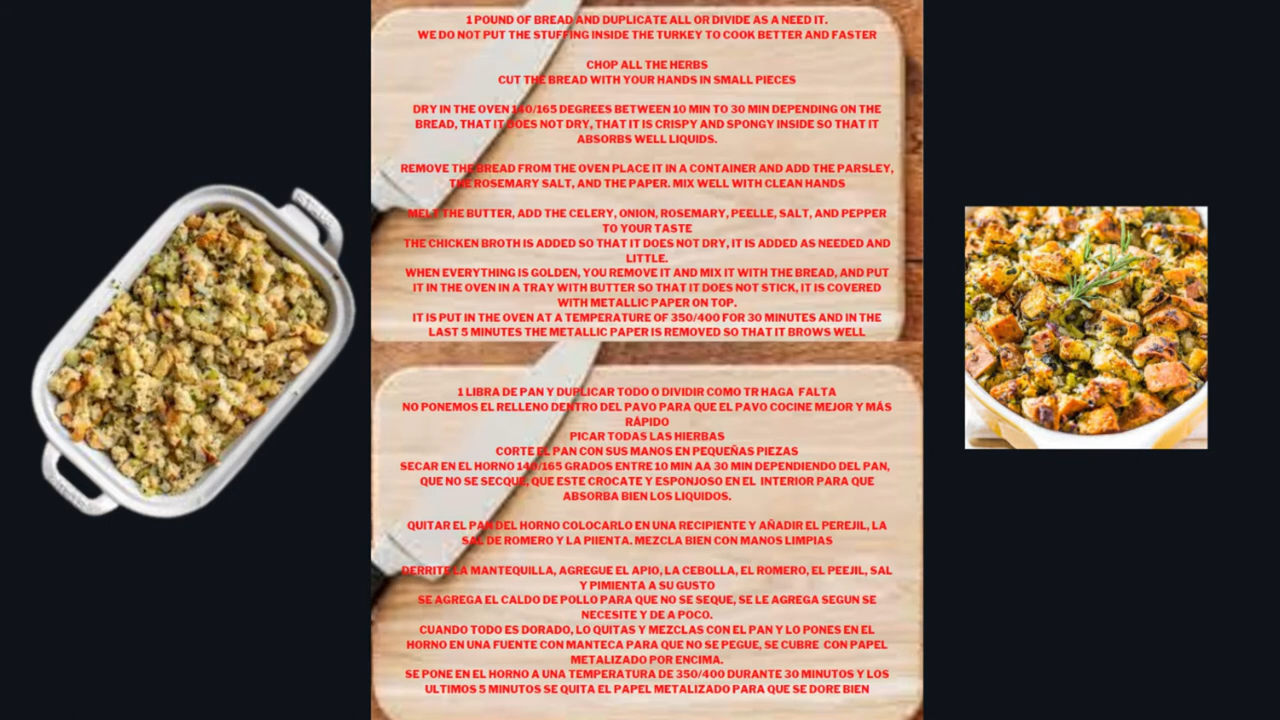 1 POUND OF BREAD AND DUPLICATE ALL OR DIVIDE AS A NEED IT.
WE DO NOT PUT THE STUFFING INSIDE THE TURKEY TO COOK BETTER AND FASTER
CHOP ALL THE HERBS
CUT THE BREAD WITH YOUR HANDS IN SMALL PIECES
DRY IN THE OVEN 140/165 DEGREES BETWEEN 10 MIN TO 30 MIN DEPENDING ON THE
BREAD, THAT IT DOES NOT DRY, THAT IT IS CRISPY AND SPONGY INSIDE SO THAT IT
ABSORBS WELL LIQUIDS.
REMOVE THE BREAD FROM THE OVEN PLACE IT IN A CONTAINER AND ADD THE PARSLEY,
THE ROSEMARY SALT, AND THE PAPER. MIX WELL WITH CLEAN HANDS
MELT THE BUTTER, ADD THE CELERY, ONION, ROSEMARY, PEELLE, SALT, AND PEPPER
TO YOUR TASTE
THE CHICKEN BROTH IS ADDED SO THAT IT DOES NOT DRY, IT IS ADDED AS NEEDED AND
LITTLE.
WHEN EVERYTHING IS GOLDEN, YOU REMOVE IT AND MIX IT WITH THE BREAD, AND PUT
IT IN THE OVEN IN A TRAY WITH BUTTER SO THAT IT DOES NOT STICK, IT IS COVERED
WITH METALLIC PAPER ON TOP.
IT IS PUT IN THE OVEN AT A TEMPERATURE OF 350/400 FOR 30 MINUTES AND IN THE
LAST 5 MINUTES THE METALLIC PAPER IS REMOVED SO THAT IT BROWS WELL
1 LIBRA DE PAN Y DUPLICAR TODO O DIVIDIR COMO TR HAGA FALTA
NO PONEMOS EL RELLENO DENTRO DEL PAVO PARA QUE EL PAVO COCINE MEJOR Y MÁS
RÁPIDO
PICAR TODAS LAS HIERBAS
CORTE EL PAN CON SUS MANOS EN PEQUEÑAS PIEZAS
SECAR EN EL HORNO 140/165 GRADOS ENTRE 10 MIN AA 30 MIN DEPENDIENDO DEL PAN,
QUE NO SE SECQUE, QUE ESTE CROCATE Y ESPONJOSO EN EL INTERIOR PARA QUE
ABSORBA BIEN LOS LIQUIDOS.
QUITAR EL PAN DEL HORNO COLOCARLO EN UNA RECIPIENTE Y AÑADIR EL PEREJIL, LA
SAL DE ROMERO Y LA PIIENTA. MEZCLA BIEN CON MANOS LIMPIAS
DERRITE LA MANTEQUILLA, AGREGUE EL APIO, LA CEBOLLA, EL ROMERO, EL PEEJIL, SAL
Y PIMIENTA A SU GUSTO
SE AGREGA EL CALDO DE POLLO PARA QUE NO SE SEQUE, SE LE AGREGA SEGUN SE
NECESITE Y DE A POCO.
CUANDO TODO ES DORADO, LO QUITAS Y MEZCLAS CON EL PAN Y LO PONES EN EL
HORNO EN UNA FUENTE CON MANTECA PARA QUE NO SE PEGUE, SE CUBRE CON PAPEL
METALIZADO POR ENCIMA.
SE PONE EN EL HORNO A UNA TEMPERATURA DE 350/400 DURANTE 30 MINUTOS Y LOS
ULTIMOS 5 MINUTOS SE QUITA EL PAPEL METALIZADO PARA QUE SE DORE BIEN